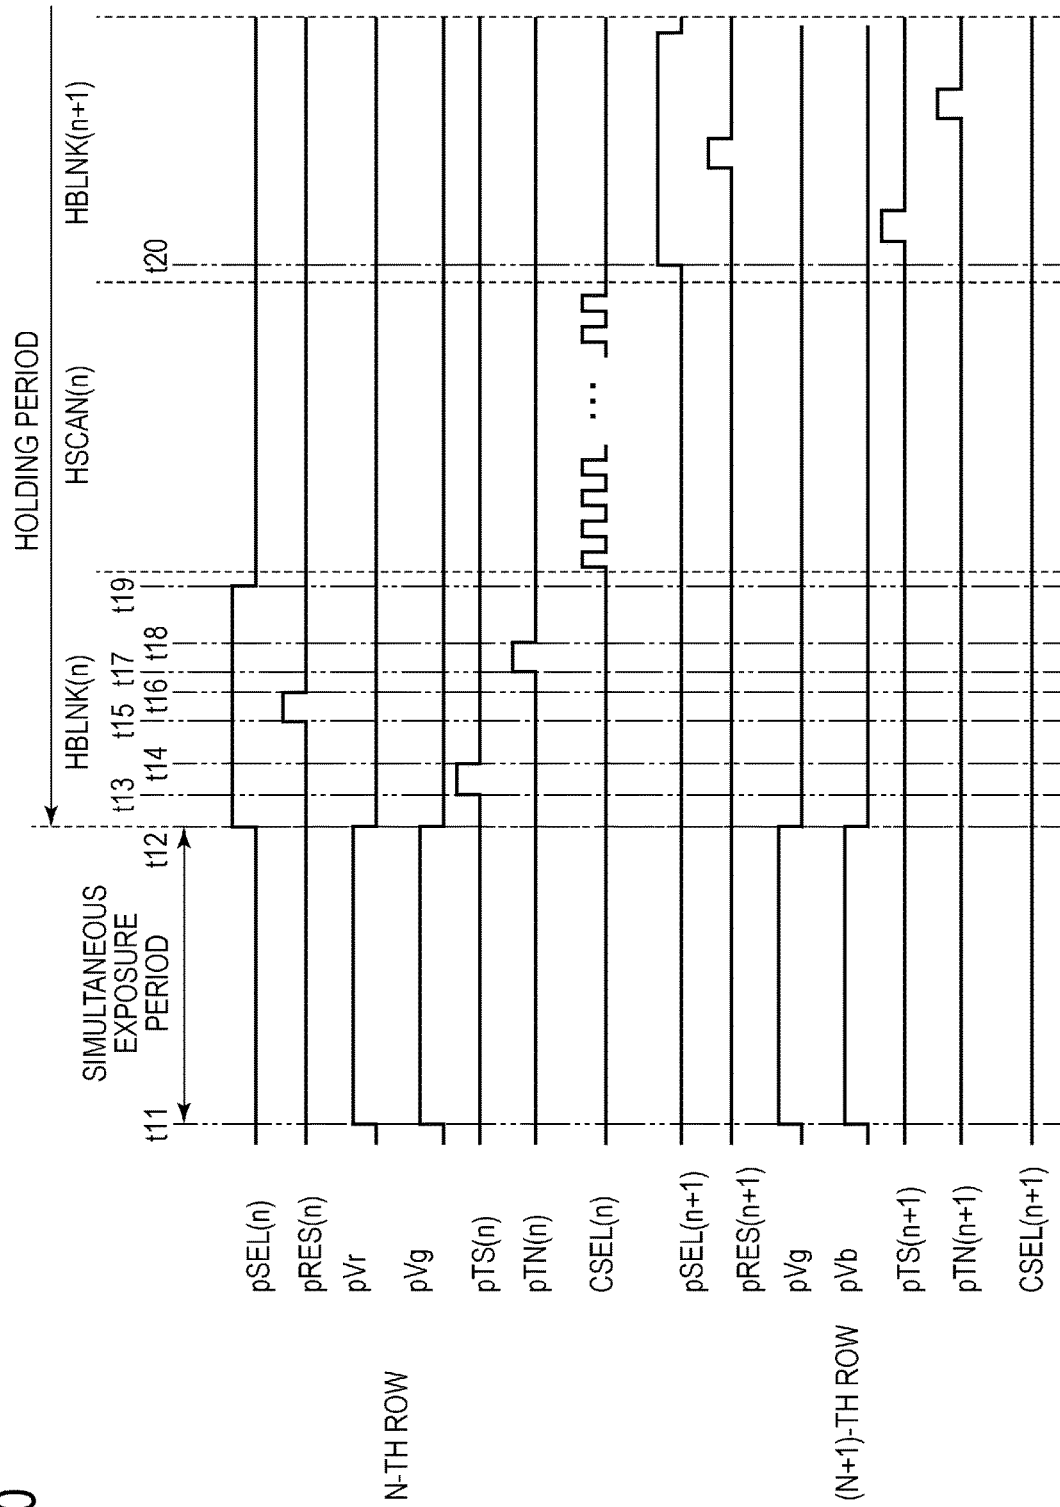 HOLDING PERIOD
HBLNK(n)
HSCAN(n)
HBLNK(n+1)
SIMULTANEOUS
EXPOSURE
PERIOD
t11
t12
t13
t14
t15
t16
t17
t18
t19
t20
N-TH ROW
pSEL(n)
pRES(n)
pVr
pVg
pTS(n)
pTN(n)
CSEL(n)
...
(N+1)-TH ROW
pSEL(n+1)
pRES(n+1)
pVg
pVb
pTS(n+1)
pTN(n+1)
CSEL(n+1)